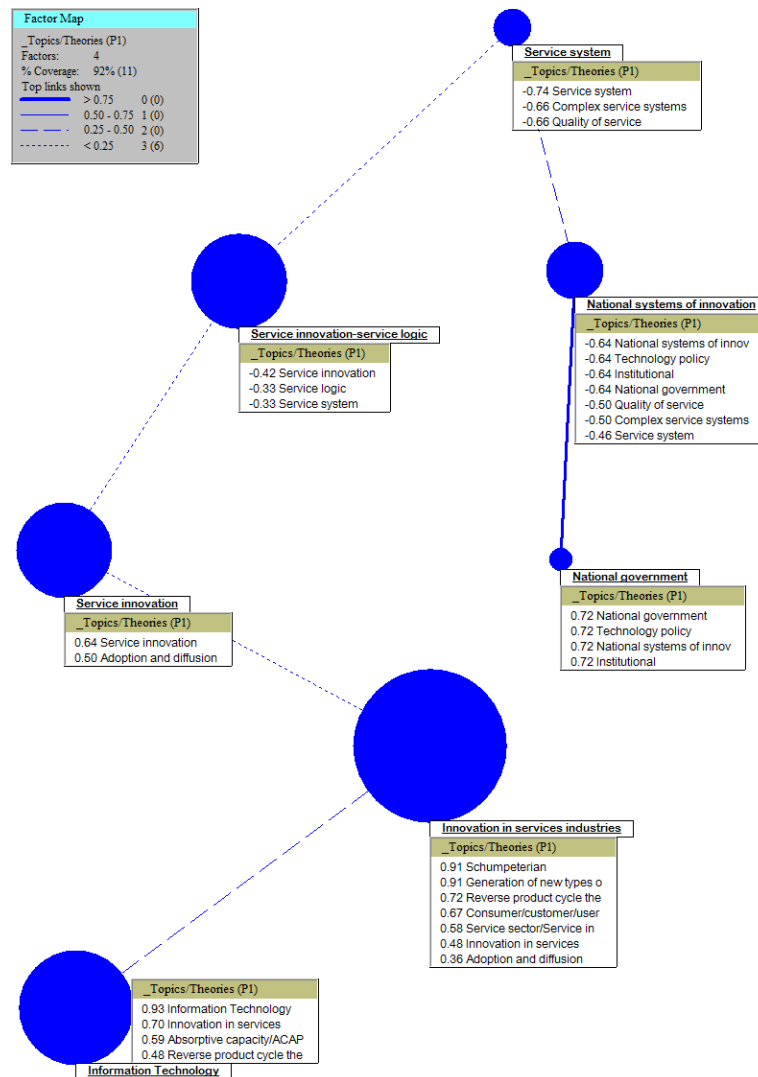 Factor Map
_Topics/Theories (P1)
Factors: 4
% Coverage: 92% (11)
Top links shown
> 0.75 0 (0)
0.50 - 0.75 1 (0)
0.25 - 0.50 2 (0)
< 0.25 3 (6)
Service system
_Topics/Theories (P1)
-0.74 Service system
-0.66 Complex service systems
-0.66 Quality of service
National systems of innovation
_Topics/Theories (P1)
-0.64 National systems of innov
-0.64 Technology policy
-0.64 Institutional
-0.64 National government
-0.50 Quality of service
-0.50 Complex service systems
-0.46 Service system
Service innovation-service logic
_Topics/Theories (P1)
-0.42 Service innovation
-0.33 Service logic
-0.33 Service system
National government
_Topics/Theories (P1)
0.72 National government
0.72 Technology policy
0.72 National systems of innov
0.72 Institutional
Service innovation
_Topics/Theories (P1)
0.64 Service innovation
0.50 Adoption and diffusion
Innovation in services industries
_Topics/Theories (P1)
0.91 Schumpeterian
0.91 Generation of new types o
0.72 Reverse product cycle the
0.67 Consumer/customer/user
0.58 Service sector/Service in
0.48 Innovation in services
0.36 Adoption and diffusion
_Topics/Theories (P1)
0.93 Information Technology
0.70 Innovation in services
0.59 Absorptive capacity/ACAP
0.48 Reverse product cycle the
Information Technology